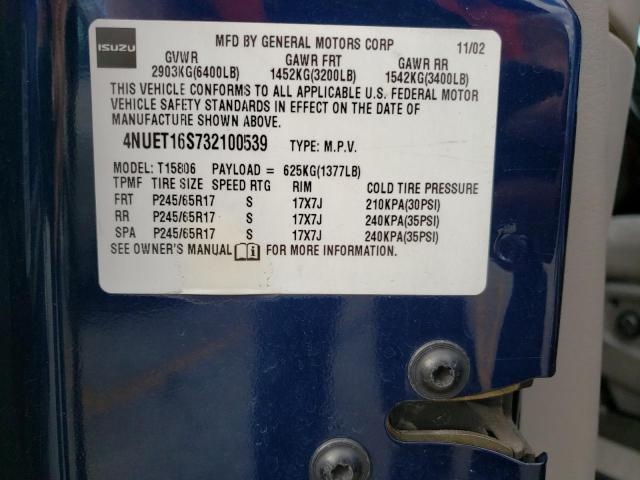 ISUZU
MFD BY GENERAL MOTORS CORP 11/02
GVWR GAWR FRT GAWR RR
2903KG(6400LB) 1452KG(3200LB) 1542KG(3400LB)
THIS VEHICLE CONFORMS TO ALL APPLICABLE U.S. FEDERAL MOTOR
VEHICLE SAFETY STANDARDS IN EFFECT ON THE DATE OF
MANUFACTURE SHOWN ABOVE.
4NUET16S732100539 TYPE: M.P.V.
MODEL: T15806 PAYLOAD = 625KG(1377LB)
TPMF TIRE SIZE SPEED RTG RIM COLD TIRE PRESSURE
FRT P245/65R17 S 17X7J 210KPA(30PSI)
RR P245/65R17 S 17X7J 240KPA(35PSI)
SPA P245/65R17 S 17X7J 240KPA(35PSI)
SEE OWNER'S MANUAL FOR MORE INFORMATION.